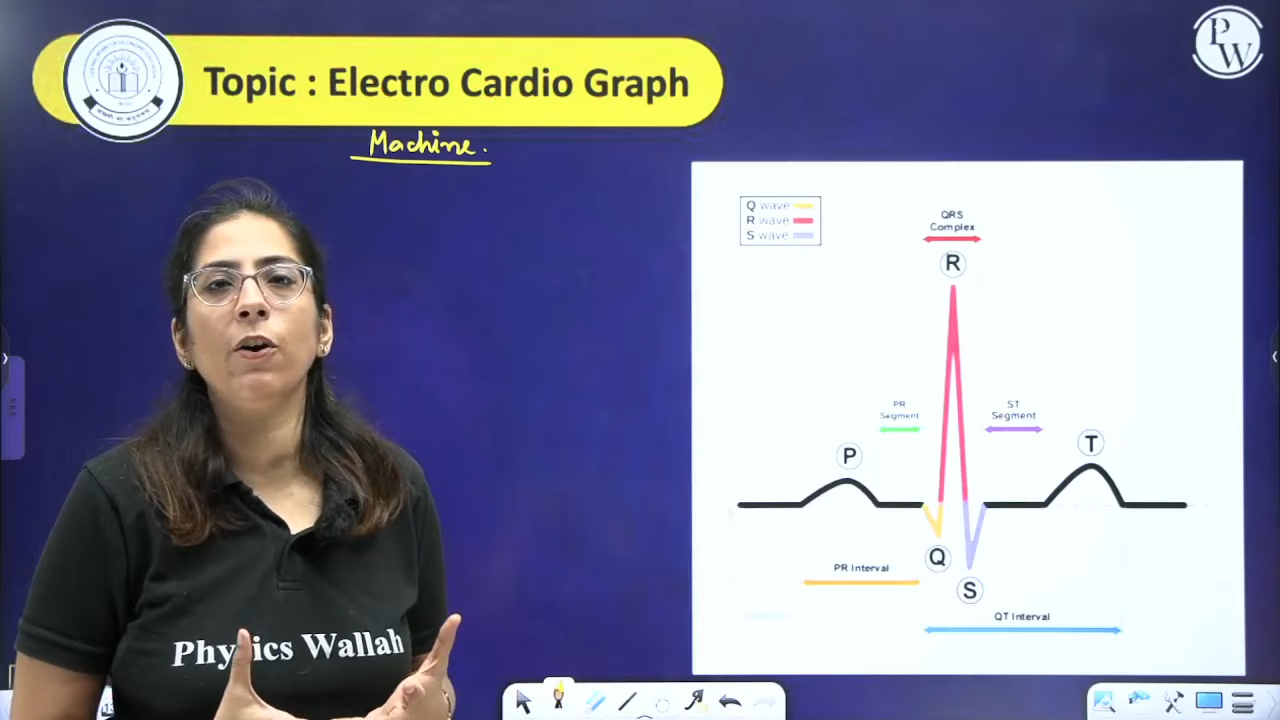 Topic : Electro Cardio Graph
Machine.
PW
Q wave
R wave
S wave
QRS
Complex
R
PR
Segment
ST
Segment
P
T
Q
PR Interval
S
QT Interval
Physics Wallah